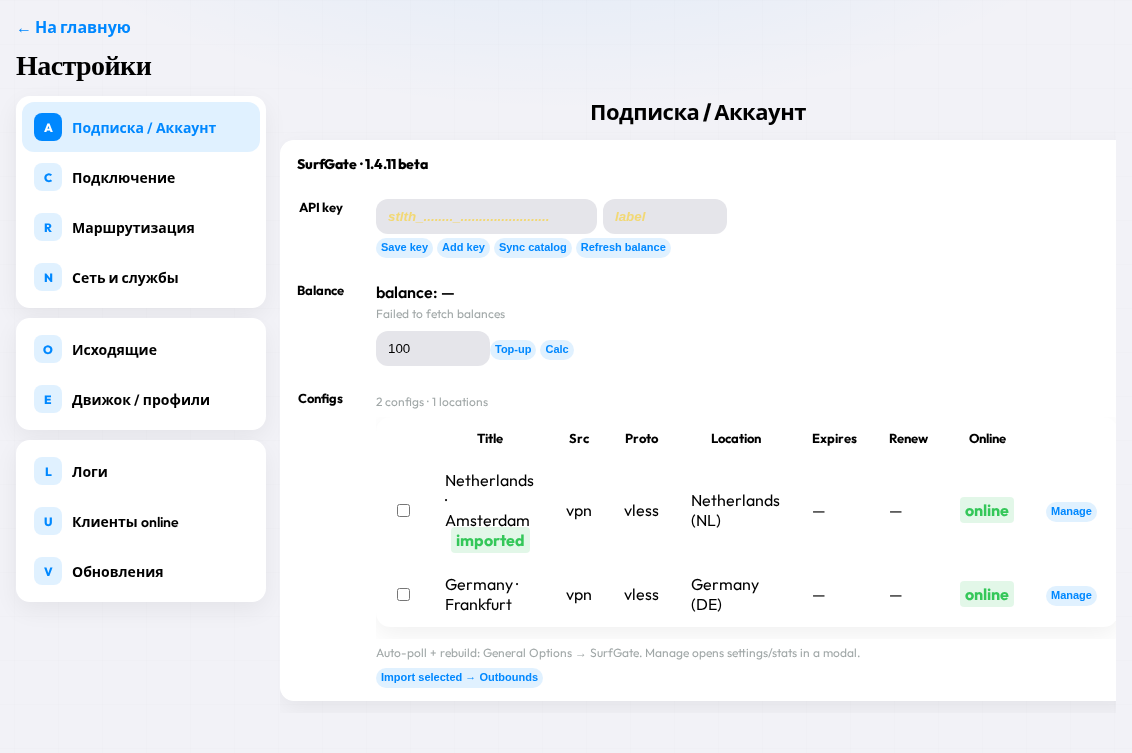 ← На главную
Настройки
A Подписка / Аккаунт
C Подключение
R Маршрутизация
N Сеть и службы
O Исходящие
E Движок / профили
L Логи
U Клиенты online
V Обновления
Подписка / Аккаунт
SurfGate · 1.4.11 beta
API key
label
Save key Add key Sync catalog Refresh balance
Balance
balance: —
Failed to fetch balances
100 Top-up Calc
Configs
2 configs · 1 locations
Title Src Proto Location Expires Renew Online
Netherlands
·
Amsterdam
imported
vpn vless
Netherlands
(NL)
— — online Manage
Germany ·
Frankfurt
vpn vless
Germany
(DE)
— — online Manage
Auto-poll + rebuild: General Options → SurfGate. Manage opens settings/stats in a modal.
Import selected → Outbounds